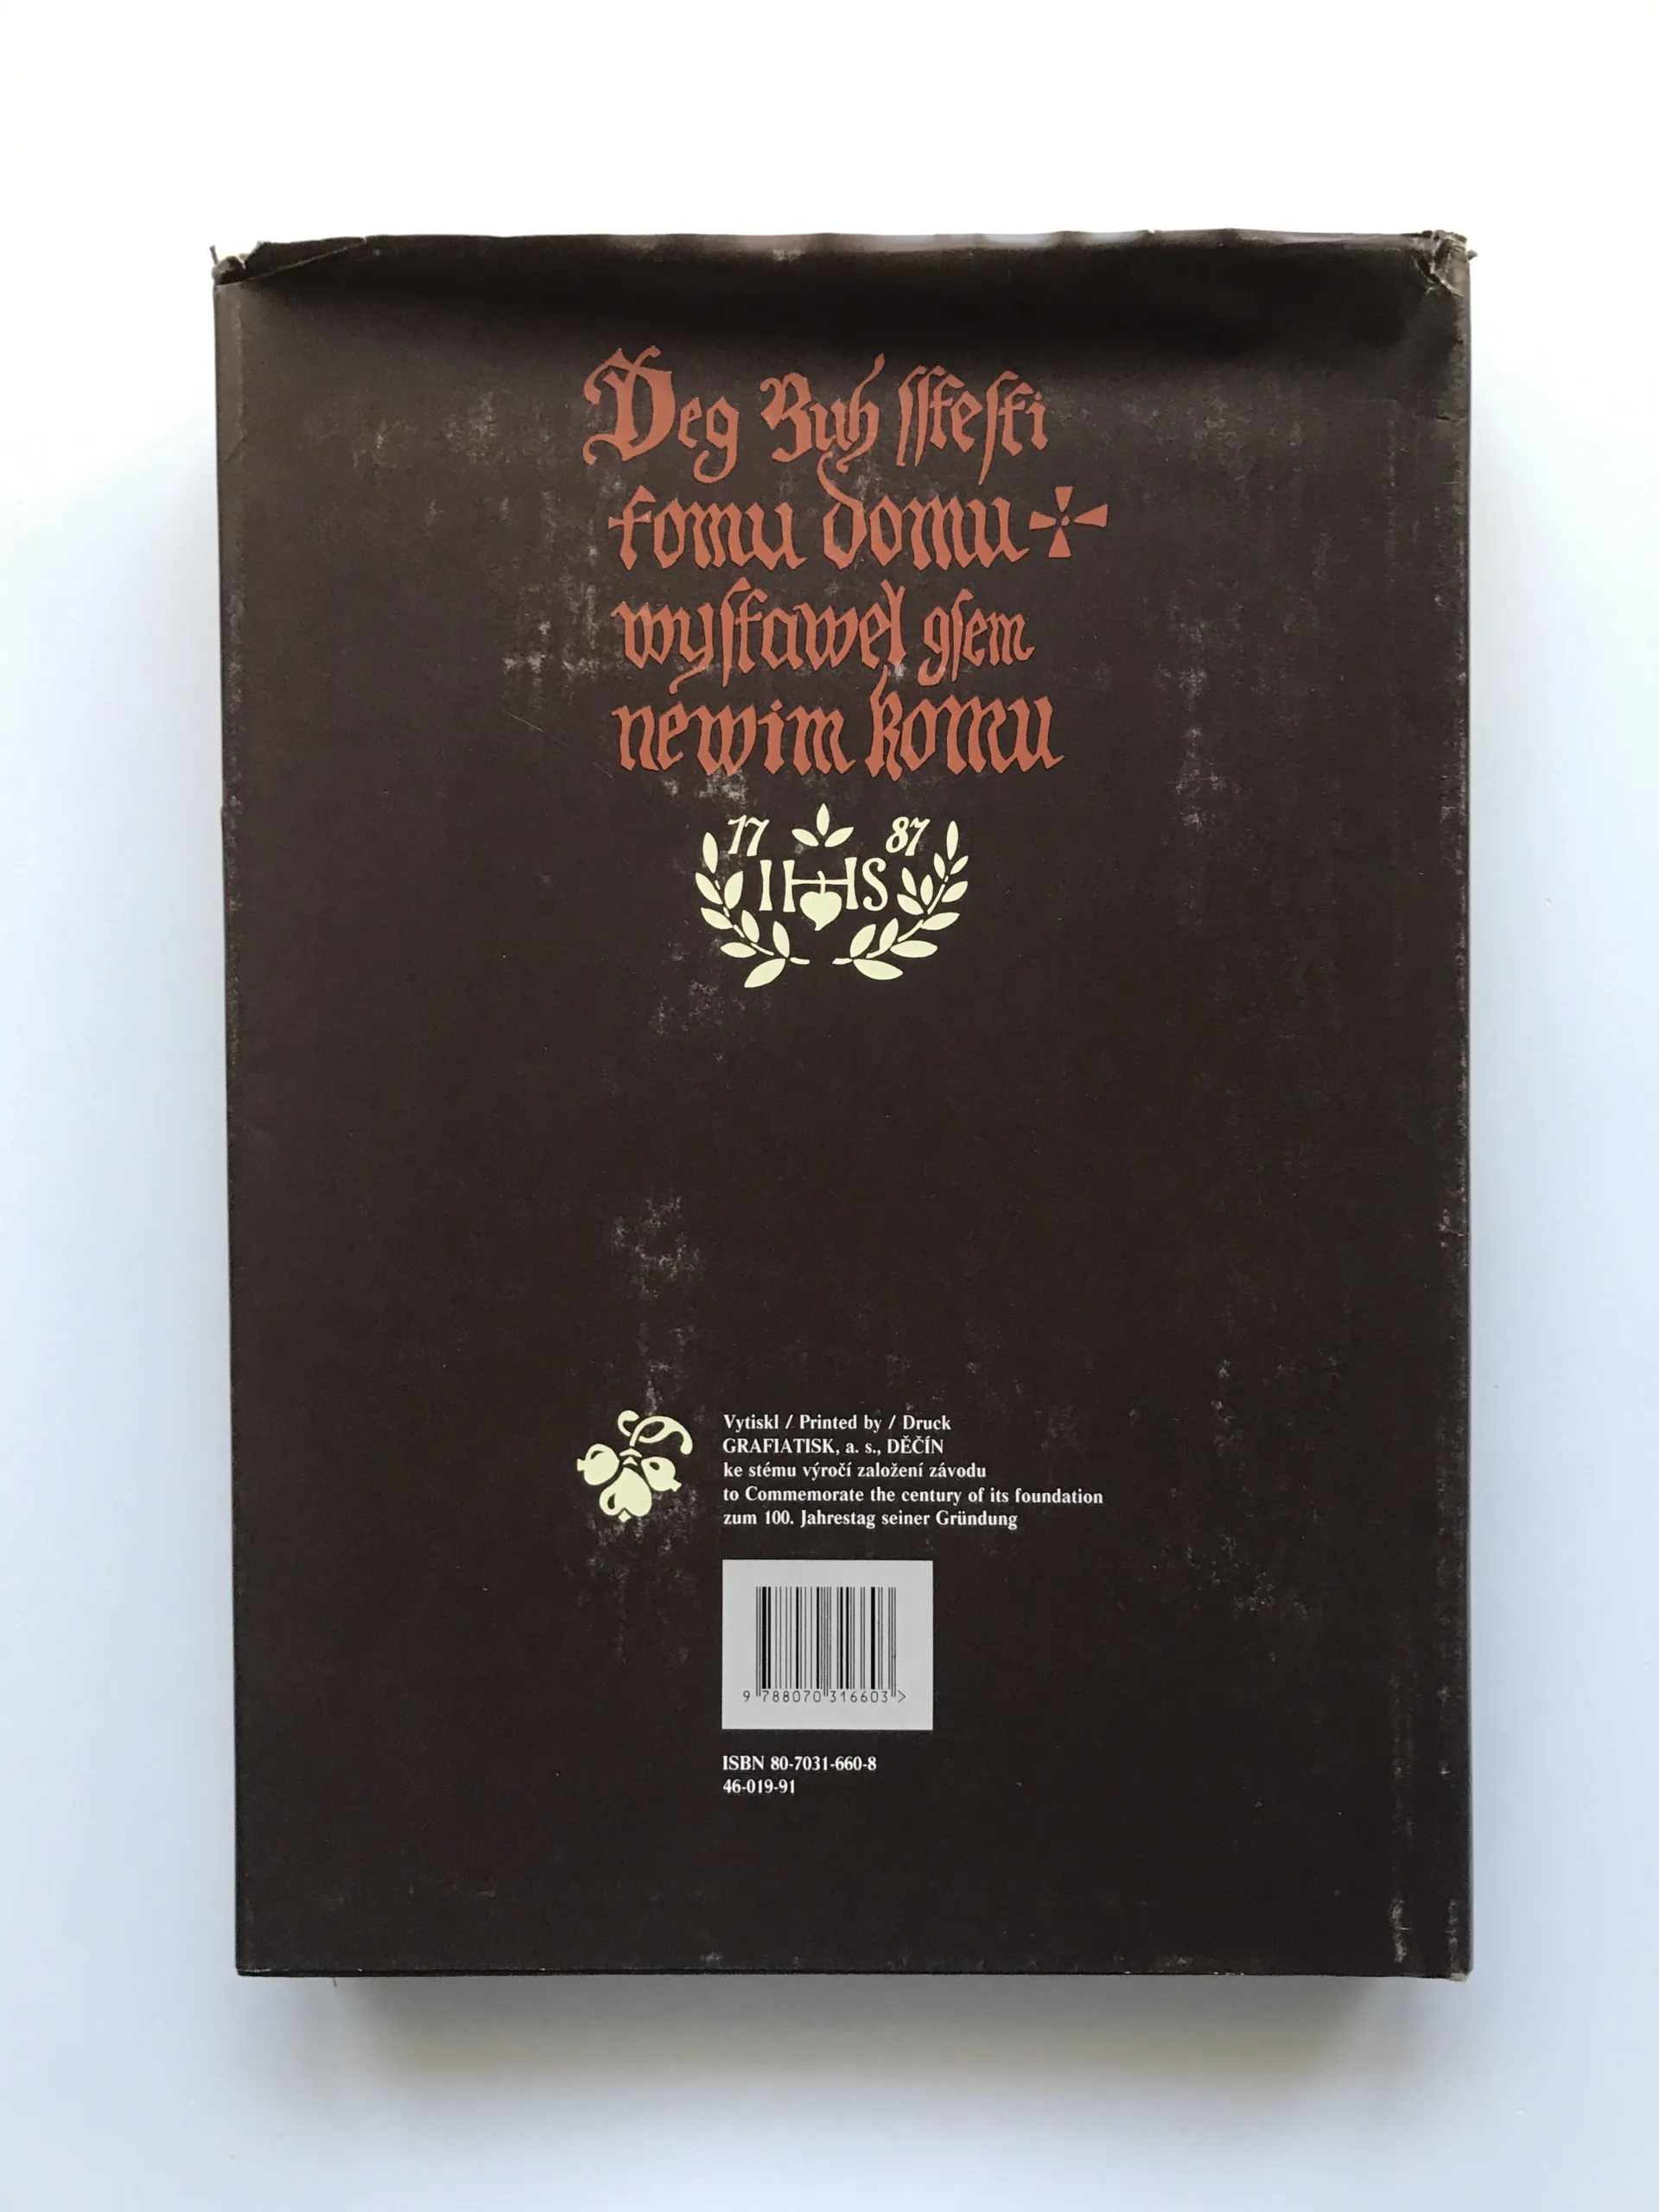 Deg Buh ſſteſti
tomu domu
wyſtawel gſem
newim komu
17 87
IHS
Vytiskl / Printed by / Druck
GRAFIATISK, a. s., DĚČÍN
ke stému výročí založení závodu
to Commemorate the century of its foundation
zum 100. Jahrestag seiner Gründung
9 788070 316603 >
ISBN 80-7031-660-8
46-019-91